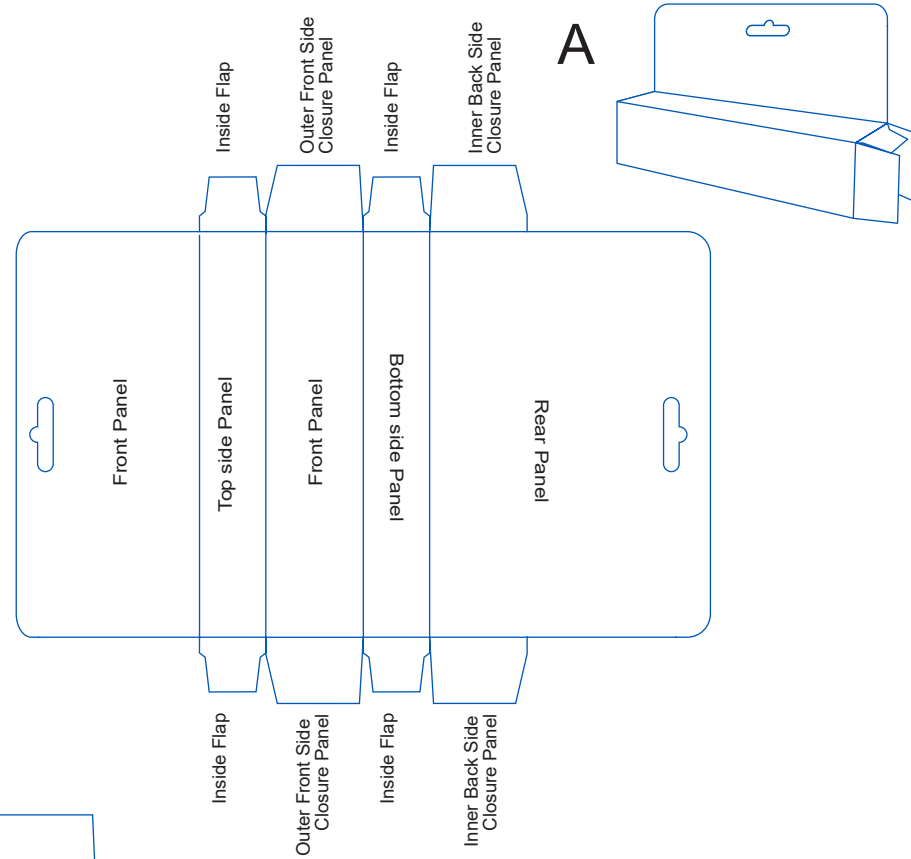 A
Inside Flap
Outer Front Side
Closure Panel
Inside Flap
Inner Back Side
Closure Panel
Front Panel
Top side Panel
Front Panel
Bottom side Panel
Rear Panel
Inside Flap
Outer Front Side
Closure Panel
Inside Flap
Inner Back Side
Closure Panel